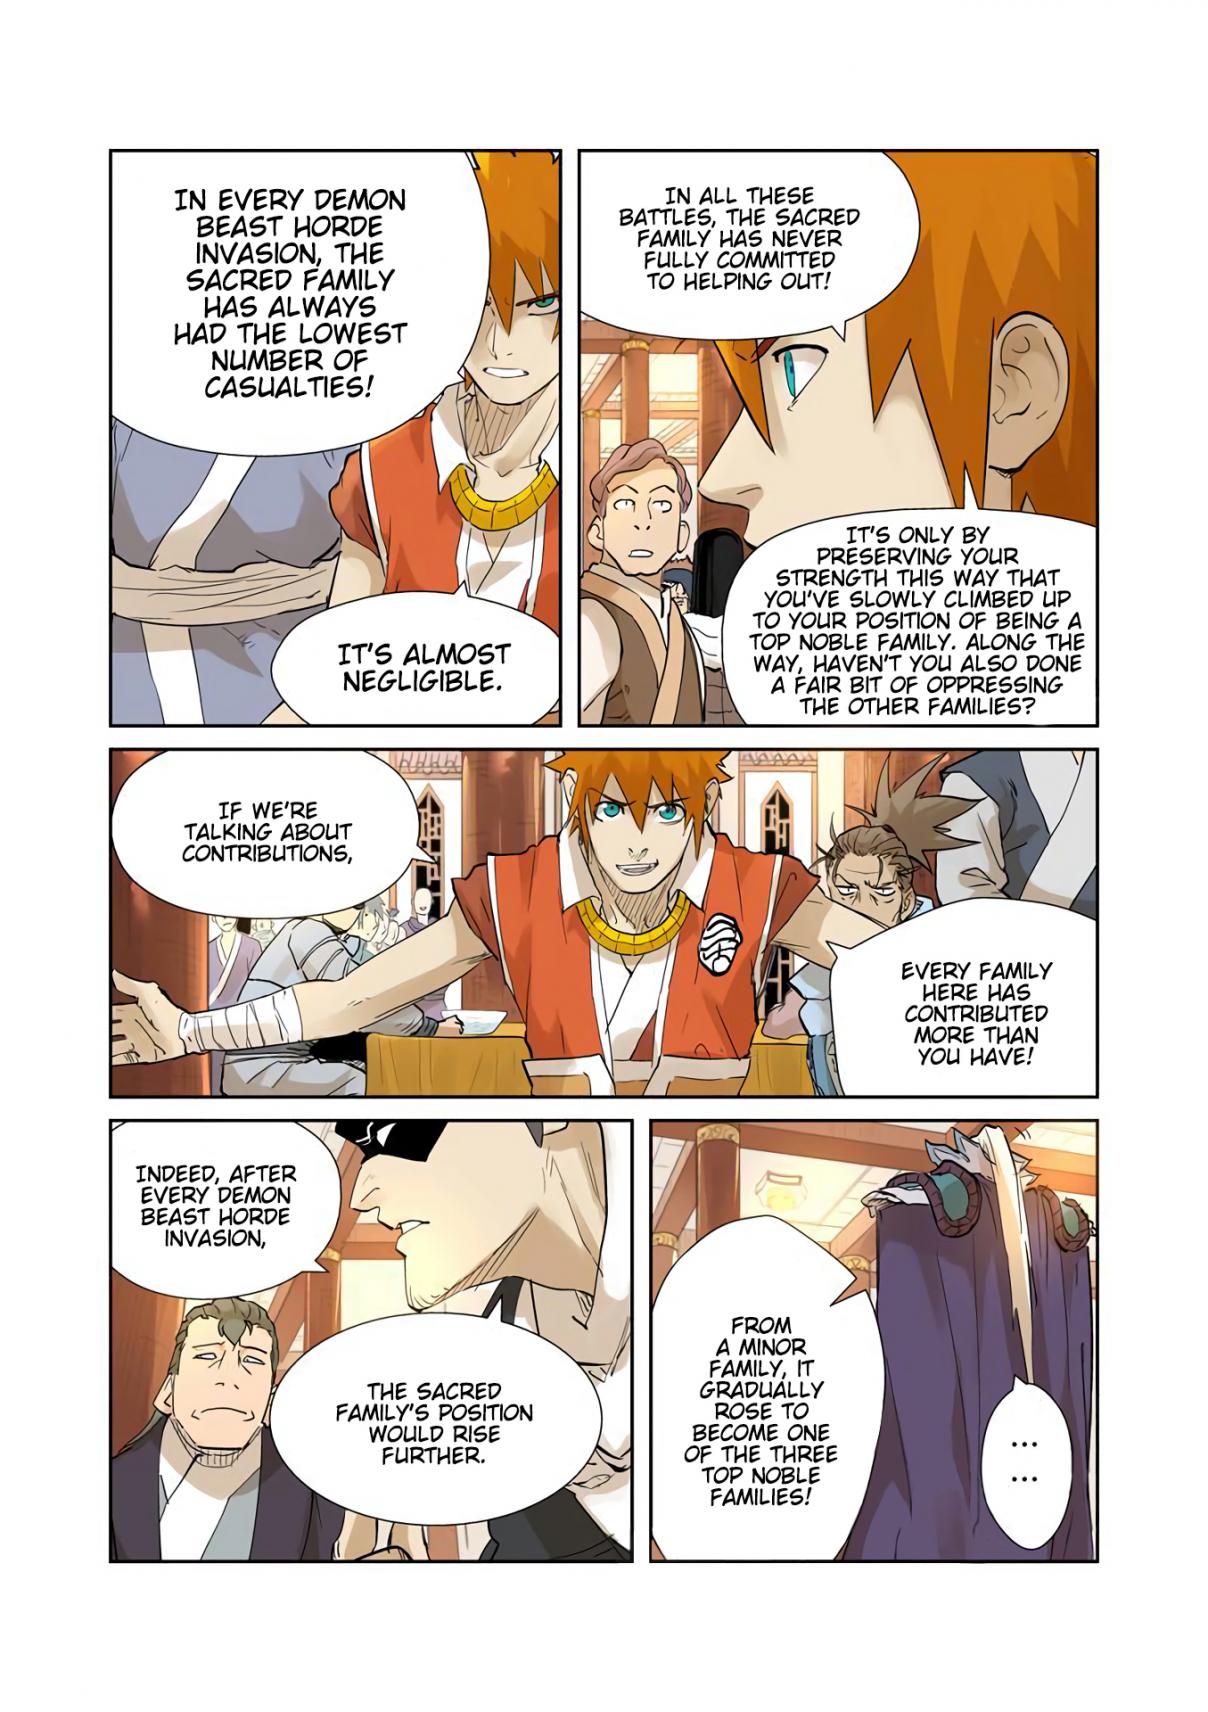 IN EVERY DEMON
BEAST HORDE
INVASION, THE
SACRED FAMILY
HAS ALWAYS
HAD THE LOWEST
NUMBER OF
CASUALTIES!
IT'S ALMOST
NEGLIGIBLE.
IN ALL THESE
BATTLES, THE SACRED
FAMILY HAS NEVER
FULLY COMMITTED
TO HELPING OUT!
IT'S ONLY BY
PRESERVING YOUR
STRENGTH THIS WAY THAT
YOU'VE SLOWLY CLIMBED UP
TO YOUR POSITION OF BEING A
TOP NOBLE FAMILY. ALONG THE
WAY, HAVEN'T YOU ALSO DONE
A FAIR BIT OF OPPRESSING
THE OTHER FAMILIES?
IF WE'RE
TALKING ABOUT
CONTRIBUTIONS,
EVERY FAMILY
HERE HAS
CONTRIBUTED
MORE THAN
YOU HAVE!
INDEED, AFTER
EVERY DEMON
BEAST HORDE
INVASION,
THE SACRED
FAMILY'S POSITION
WOULD RISE
FURTHER.
FROM
A MINOR
FAMILY, IT
GRADUALLY
ROSE TO
BECOME ONE
OF THE THREE
TOP NOBLE
FAMILIES!
...
...